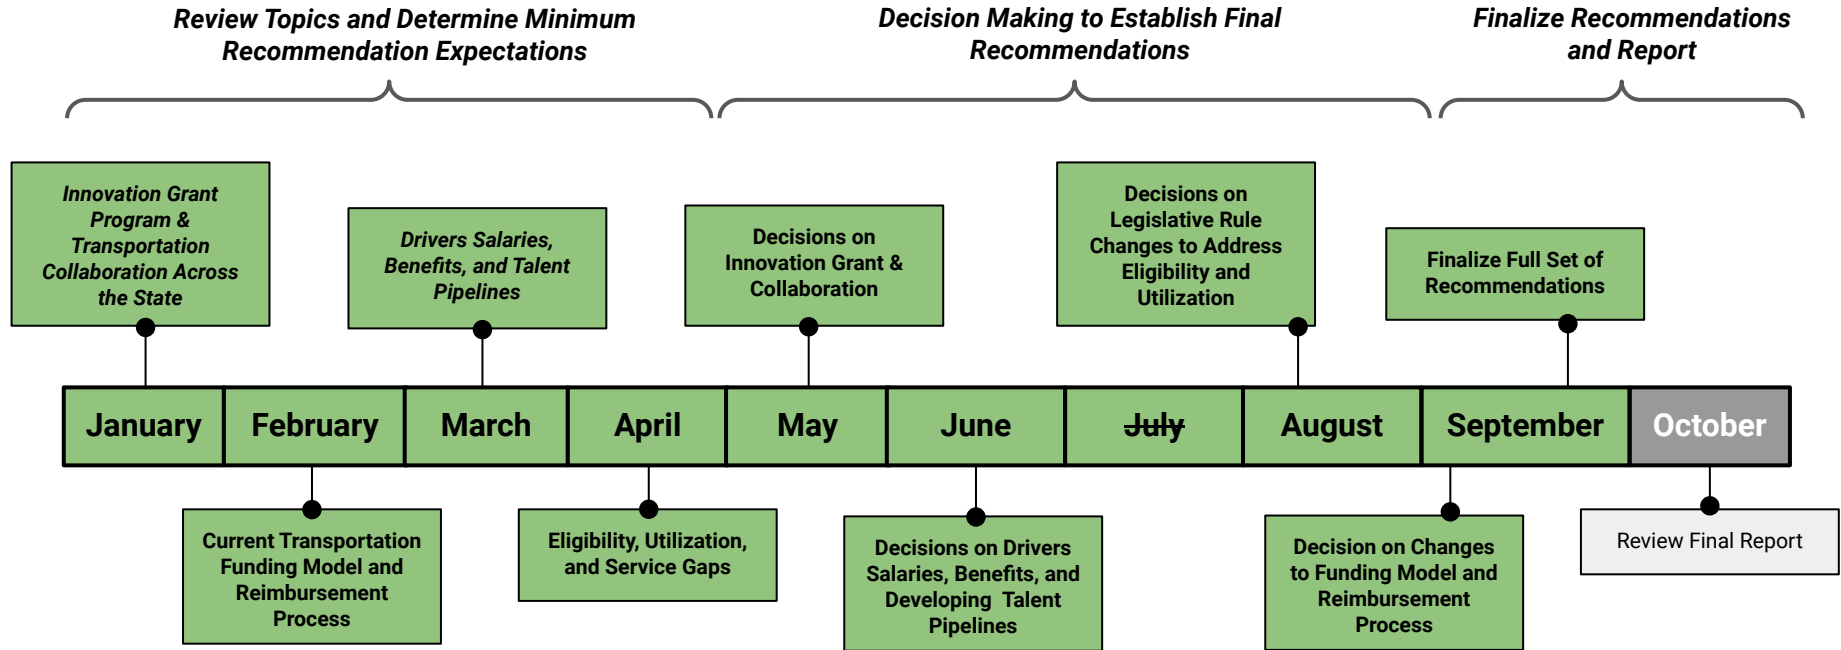 Review Topics and Determine Minimum
Recommendation Expectations
Decision Making to Establish Final
Recommendations
Finalize Recommendations
and Report
Innovation Grant
Program &
Transportation
Collaboration Across
the State
Drivers Salaries,
Benefits, and Talent
Pipelines
Decisions on
Innovation Grant &
Collaboration
Decisions on
Legislative Rule
Changes to Address
Eligibility and
Utilization
Finalize Full Set of
Recommendations
January
February
March
April
May
June
July
August
September
October
Current Transportation
Funding Model and
Reimbursement
Process
Eligibility, Utilization,
and Service Gaps
Decisions on Drivers
Salaries, Benefits, and
Developing Talent
Pipelines
Decision on Changes
to Funding Model and
Reimbursement
Process
Review Final Report